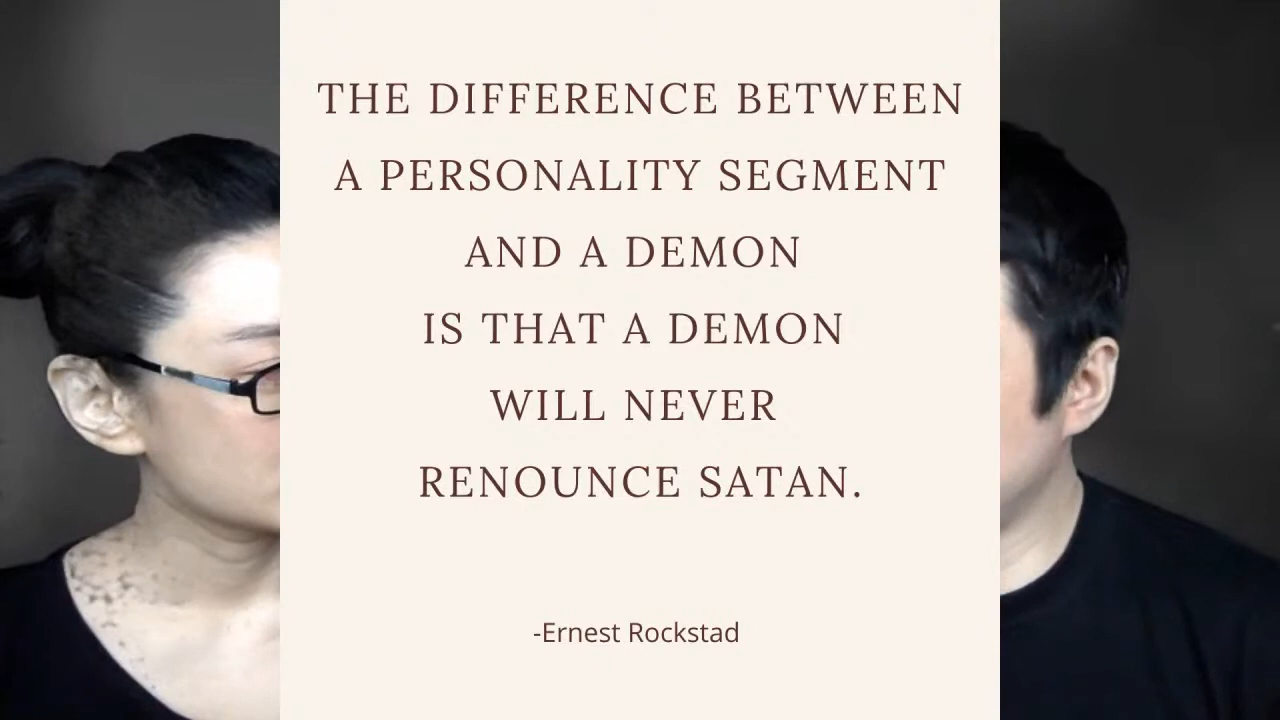 THE DIFFERENCE BETWEEN
A PERSONALITY SEGMENT
AND A DEMON
IS THAT A DEMON
WILL NEVER
RENOUNCE SATAN.
-Ernest Rockstad